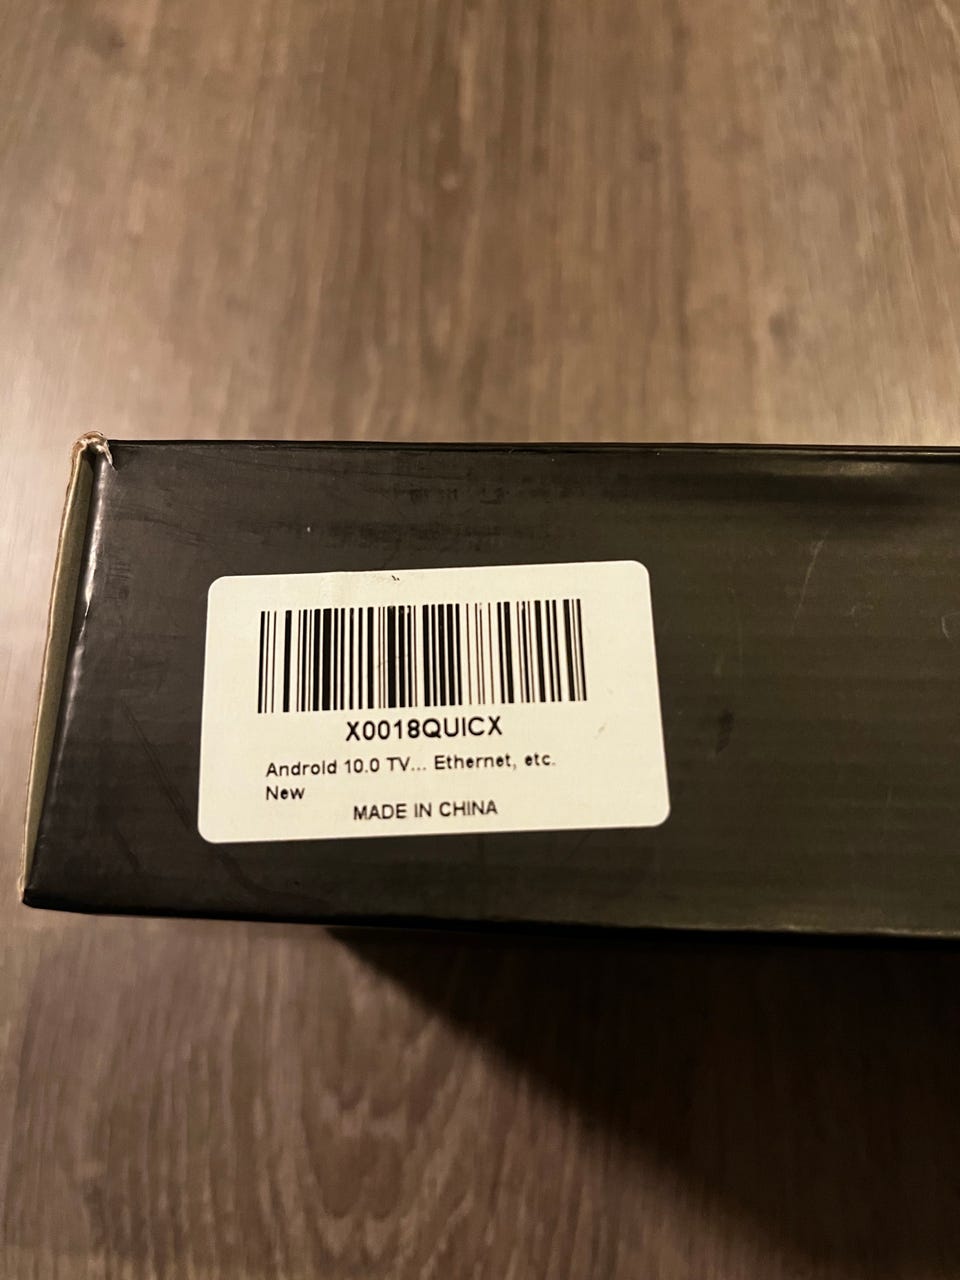 X0018QUICX
Android 10.0 TV... Ethernet, etc.
New
MADE IN CHINA